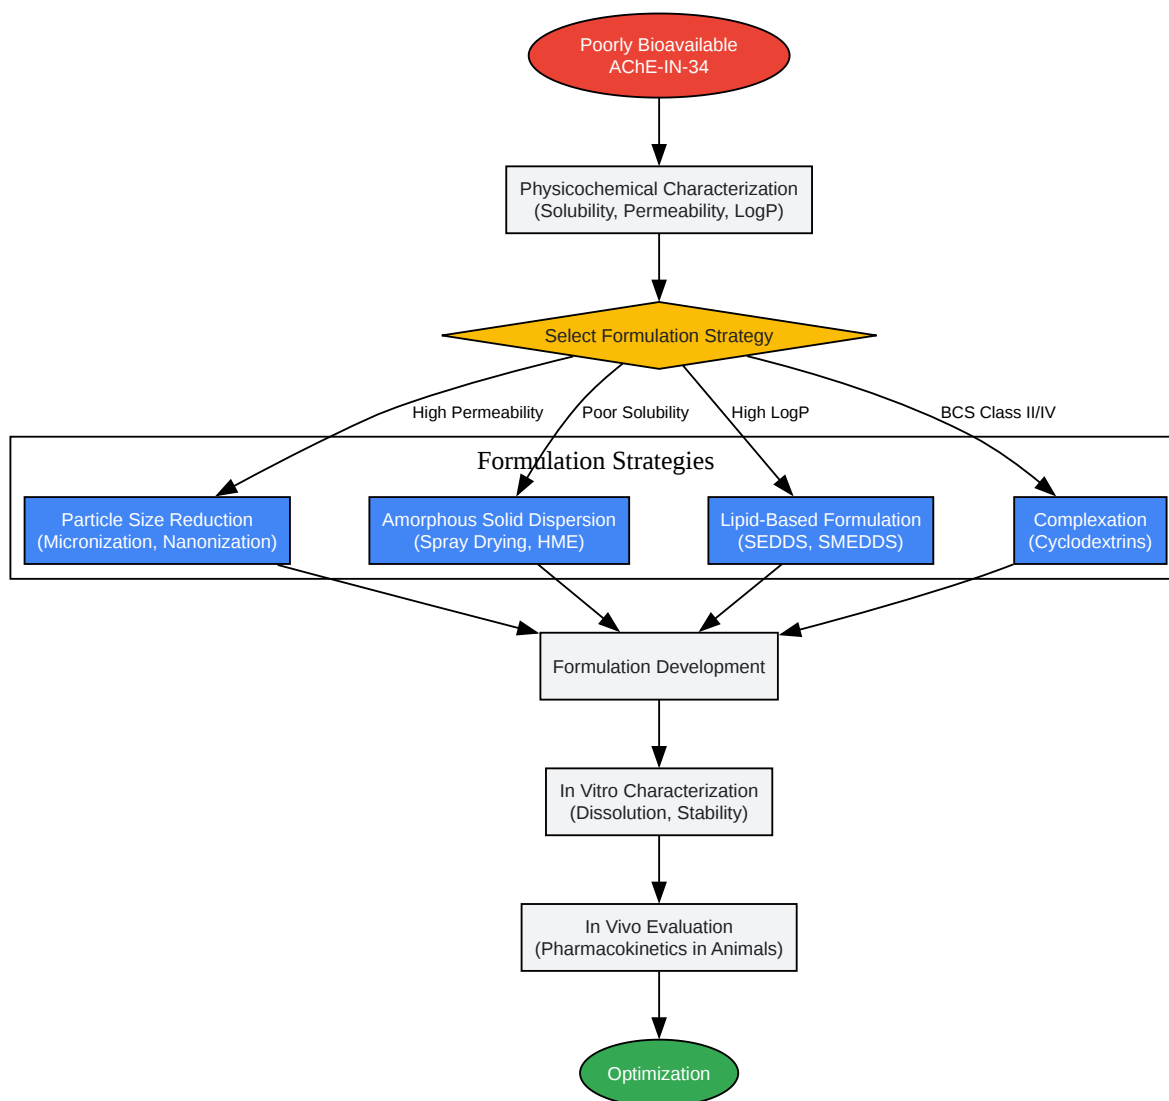 Poorly Bioavailable
AChE-IN-34
Physicochemical Characterization
(Solubility, Permeability, LogP)
Select Formulation Strategy
High Permeability
Poor Solubility
High LogP
BCS Class II/IV
Formulation Strategies
Particle Size Reduction
(Micronization, Nanonization)
Amorphous Solid Dispersion
(Spray Drying, HME)
Lipid-Based Formulation
(SEDDS, SMEDDS)
Complexation
(Cyclodextrins)
Formulation Development
In Vitro Characterization
(Dissolution, Stability)
In Vivo Evaluation
(Pharmacokinetics in Animals)
Optimization